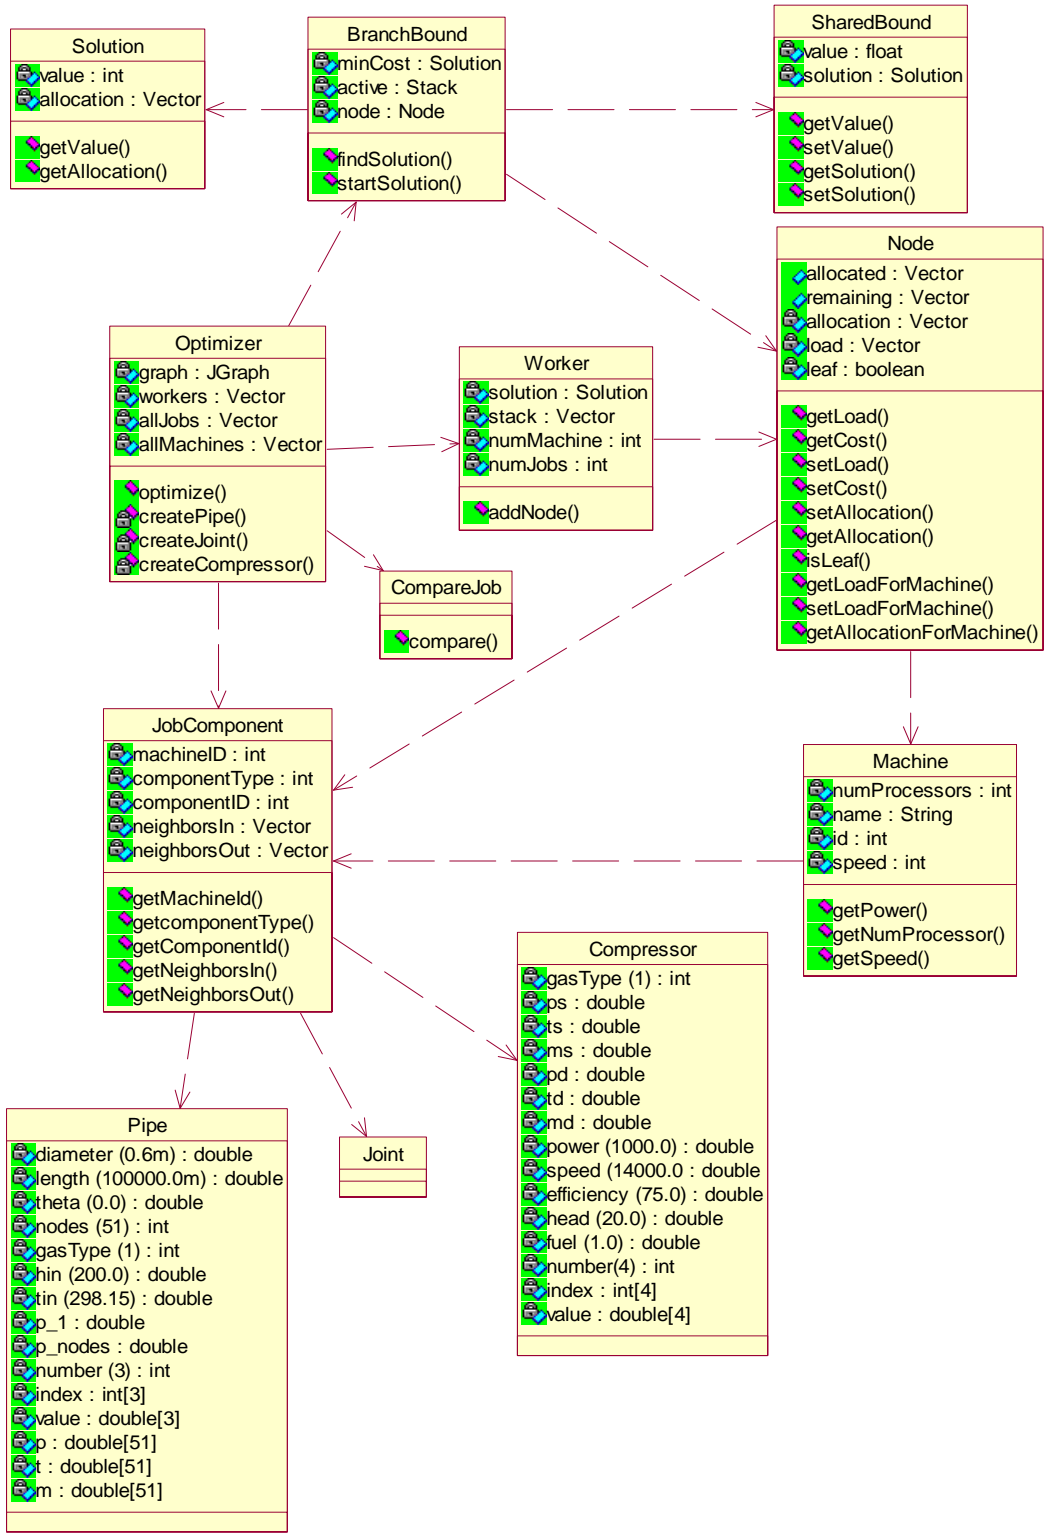 Solution
value : int
allocation : Vector
getValue()
getAllocation()
BranchBound
minCost : Solution
active : Stack
node : Node
findSolution()
startSolution()
SharedBound
value : float
solution : Solution
getValue()
setValue()
getSolution()
setSolution()
Node
allocated : Vector
remaining : Vector
allocation : Vector
load : Vector
leaf : boolean
getLoad()
getCost()
setLoad()
setCost()
setAllocation()
getAllocation()
isLeaf()
getLoadForMachine()
setLoadForMachine()
getAllocationForMachine()
Optimizer
graph : JGraph
workers : Vector
allJobs : Vector
allMachines : Vector
optimize()
createPipe()
createJoint()
createCompressor()
Worker
solution : Solution
stack : Vector
numMachine : int
numJobs : int
addNode()
CompareJob
compare()
JobComponent
machineID : int
componentType : int
componentID : int
neighborsIn : Vector
neighborsOut : Vector
getMachineId()
getcomponentType()
getComponentId()
getNeighborsIn()
getNeighborsOut()
Machine
numProcessors : int
name : String
id : int
speed : int
getPower()
getNumProcessor()
getSpeed()
Compressor
gasType (1) : int
ps : double
ts : double
ms : double
pd : double
td : double
md : double
power (1000.0) : double
speed (14000.0 : double
efficiency (75.0) : double
head (20.0) : double
fuel (1.0) : double
number(4) : int
index : int[4]
value : double[4]
Pipe
diameter (0.6m) : double
length (100000.0m) : double
theta (0.0) : double
nodes (51) : int
gasType (1) : int
hin (200.0) : double
tin (298.15) : double
p_1 : double
p_nodes : double
number (3) : int
index : int[3]
value : double[3]
p : double[51]
t : double[51]
m : double[51]
Joint